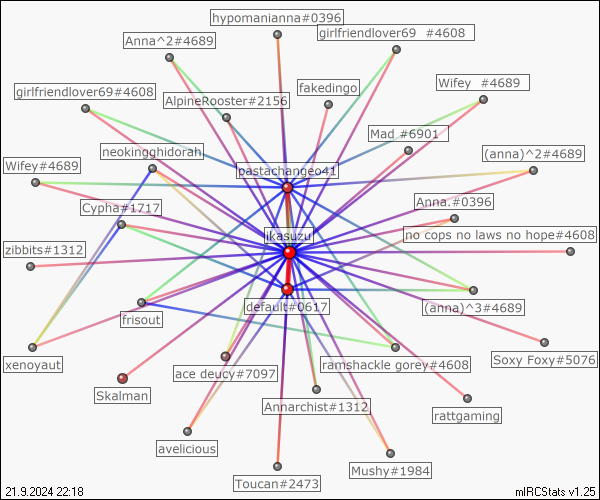 hypomanianna#0396
girlfriendlover69 #4608
Anna^2#4689
girlfriendlover69#4608
AlpineRooster#2156
fakedingo
Wifey #4689
Mad #6901
neokingghidorah
(anna)^2#4689
Wifey#4689
pastachangeo41
Cypha#1717
Anna.#0396
ikasuzu
no cops no laws no hope#4608
zibbits#1312
default#0617
(anna)^3#4689
frisout
xenoyaut
ace deucy#7097
ramshackle gorey#4608
Soxy Foxy#5076
Skalman
Annarchist#1312
rattgaming
avelicious
Mushy#1984
Toucan#2473
21.9.2024 22:18
mIRCStats v1.25